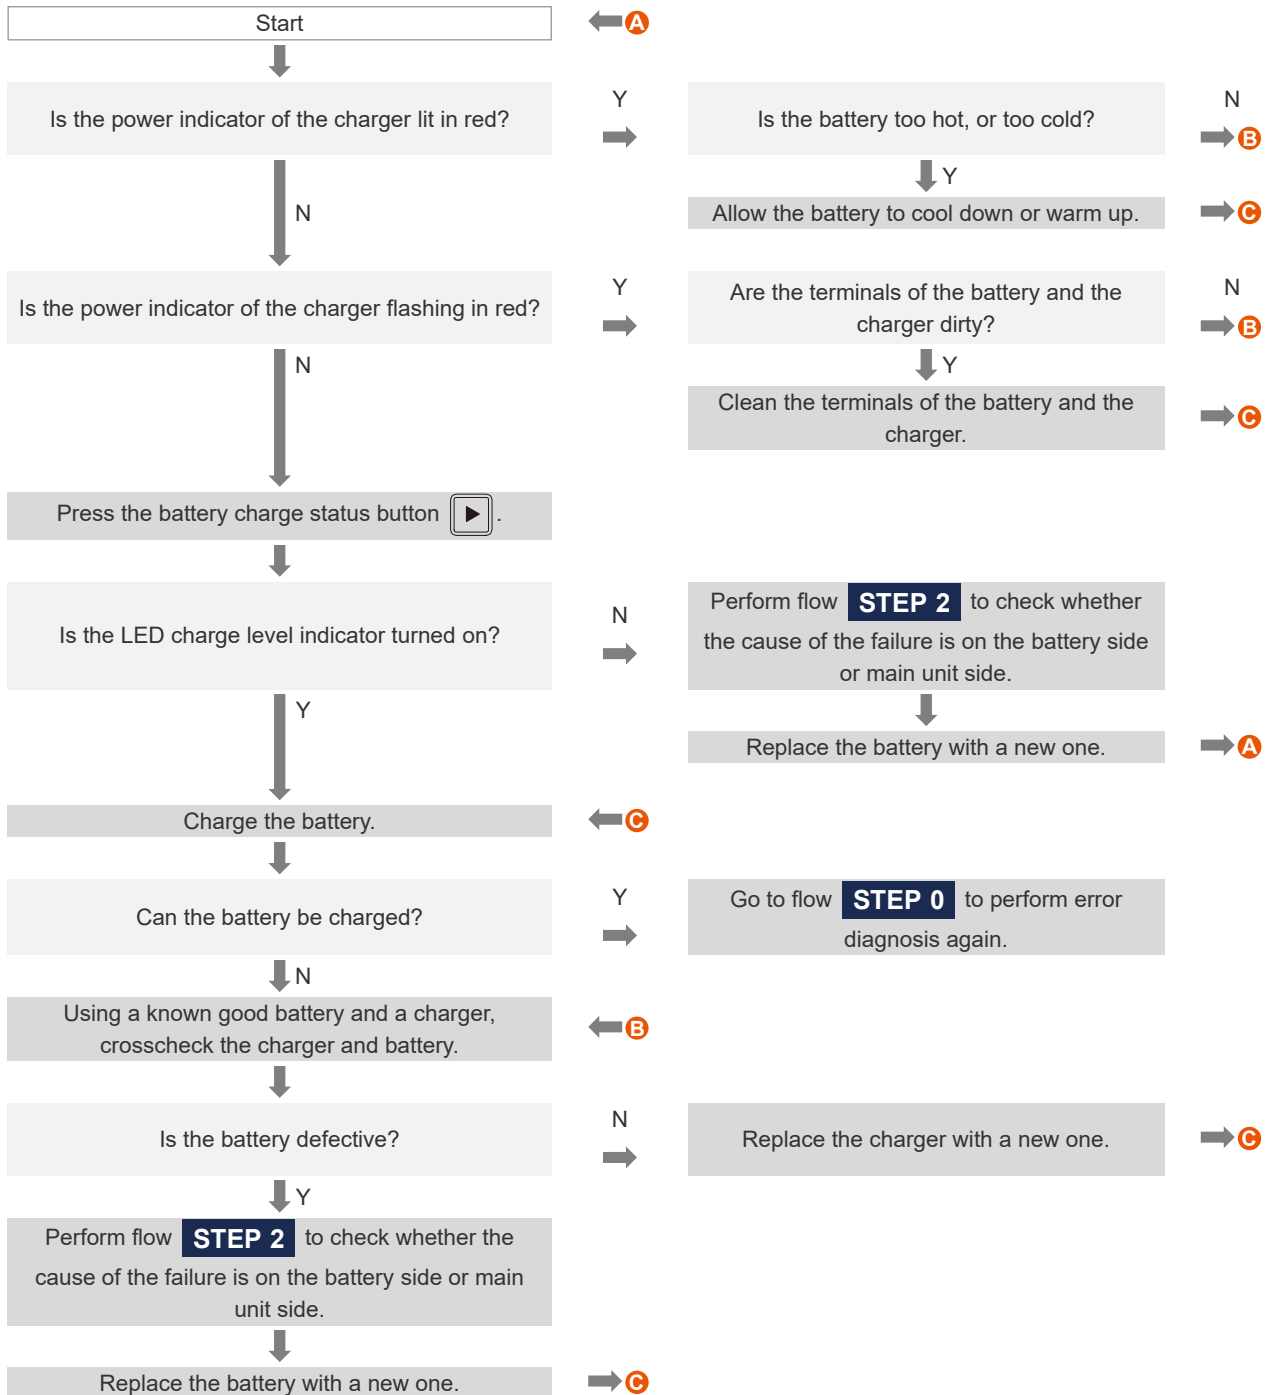 Start
A
Is the power indicator of the charger lit in red?
Y
Is the battery too hot, or too cold?
N
B
Y
N
Allow the battery to cool down or warm up.
C
Is the power indicator of the charger flashing in red?
Y
Are the terminals of the battery and the
charger dirty?
N
B
N
Y
Clean the terminals of the battery and the
charger.
C
Press the battery charge status button .
Is the LED charge level indicator turned on?
N
Perform flow STEP 2 to check whether
the cause of the failure is on the battery side
or main unit side.
Y
Replace the battery with a new one.
A
Charge the battery.
C
Can the battery be charged?
Y
Go to flow STEP 0 to perform error
diagnosis again.
N
Using a known good battery and a charger,
crosscheck the charger and battery.
B
Is the battery defective?
N
Replace the charger with a new one.
C
Y
Perform flow STEP 2 to check whether the
cause of the failure is on the battery side or main
unit side.
Replace the battery with a new one.
C